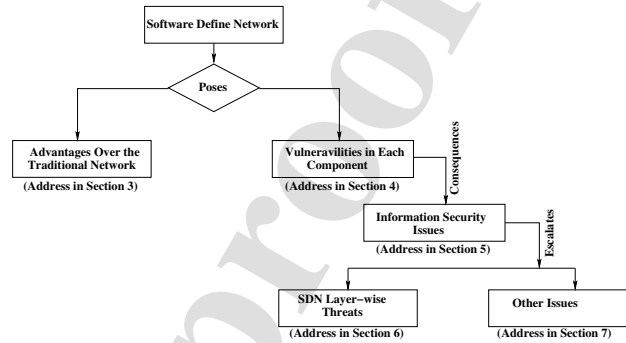 Software Define Network
Poses
Advantages Over the
Traditional Network
(Address in Section 3)
Vulneravilities in Each
Component
(Address in Section 4)
Consequences
Information Security
Issues
(Address in Section 5)
Escalates
SDN Layer−wise
Threats
(Address in Section 6)
Other Issues
(Address in Section 7)
proof